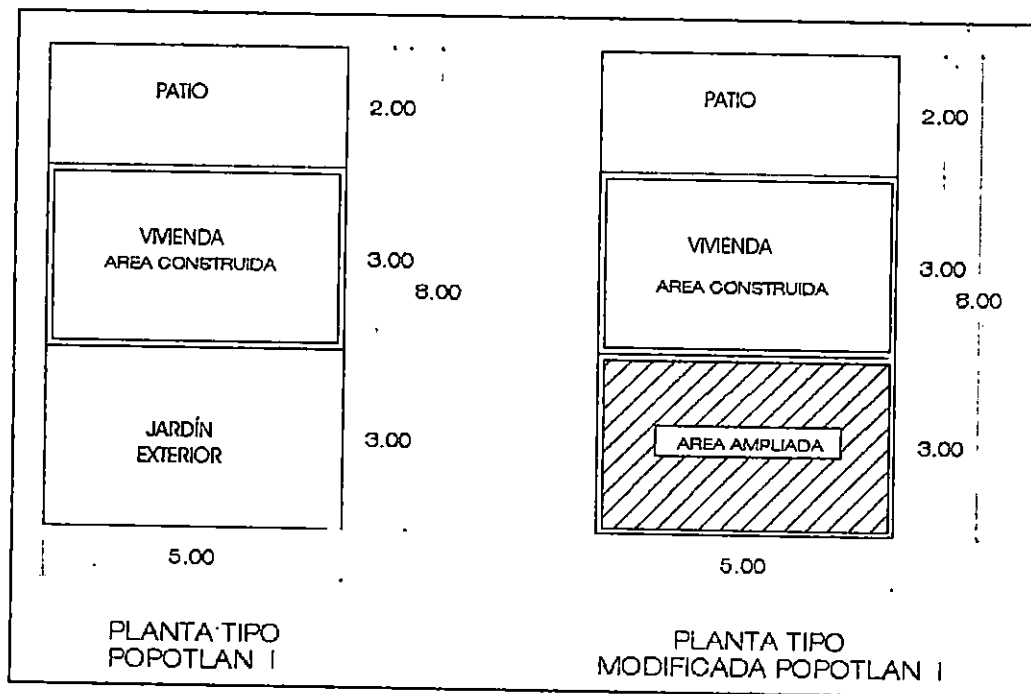 PATIO
2.00
VIVIENDA
AREA CONSTRUIDA
3.00
8.00
JARDÍN
EXTERIOR
3.00
5.00
PLANTA TIPO
POPOTLAN I
PATIO
2.00
VIVIENDA
AREA CONSTRUIDA
3.00
8.00
AREA AMPLIADA
3.00
5.00
PLANTA TIPO
MODIFICADA POPOTLAN I